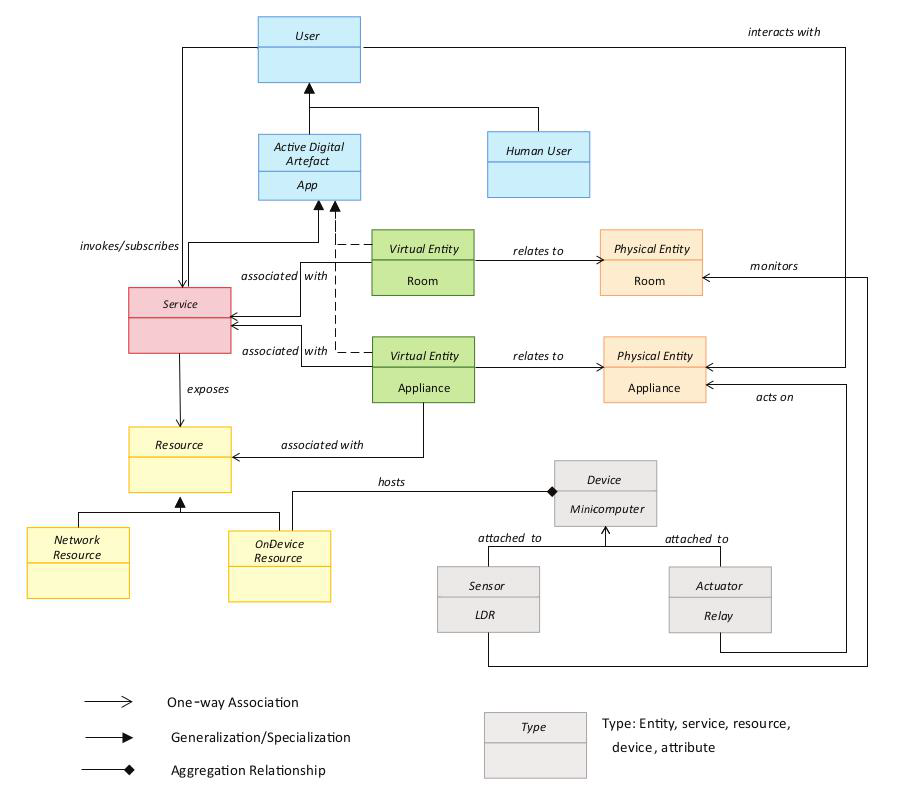 User
interacts with
Active Digital
Artefact
App
Human User
invokes/subscribes
Virtual Entity
Room
relates to
Physical Entity
Room
monitors
associated with
Service
associated with
Virtual Entity
Appliance
relates to
Physical Entity
Appliance
acts on
exposes
Resource
associated with
hosts
Device
Minicomputer
attached to
attached to
Network
Resource
OnDevice
Resource
Sensor
LDR
Actuator
Relay
One-way Association
Generalization/Specialization
Aggregation Relationship
Type
Type: Entity, service, resource,
device, attribute